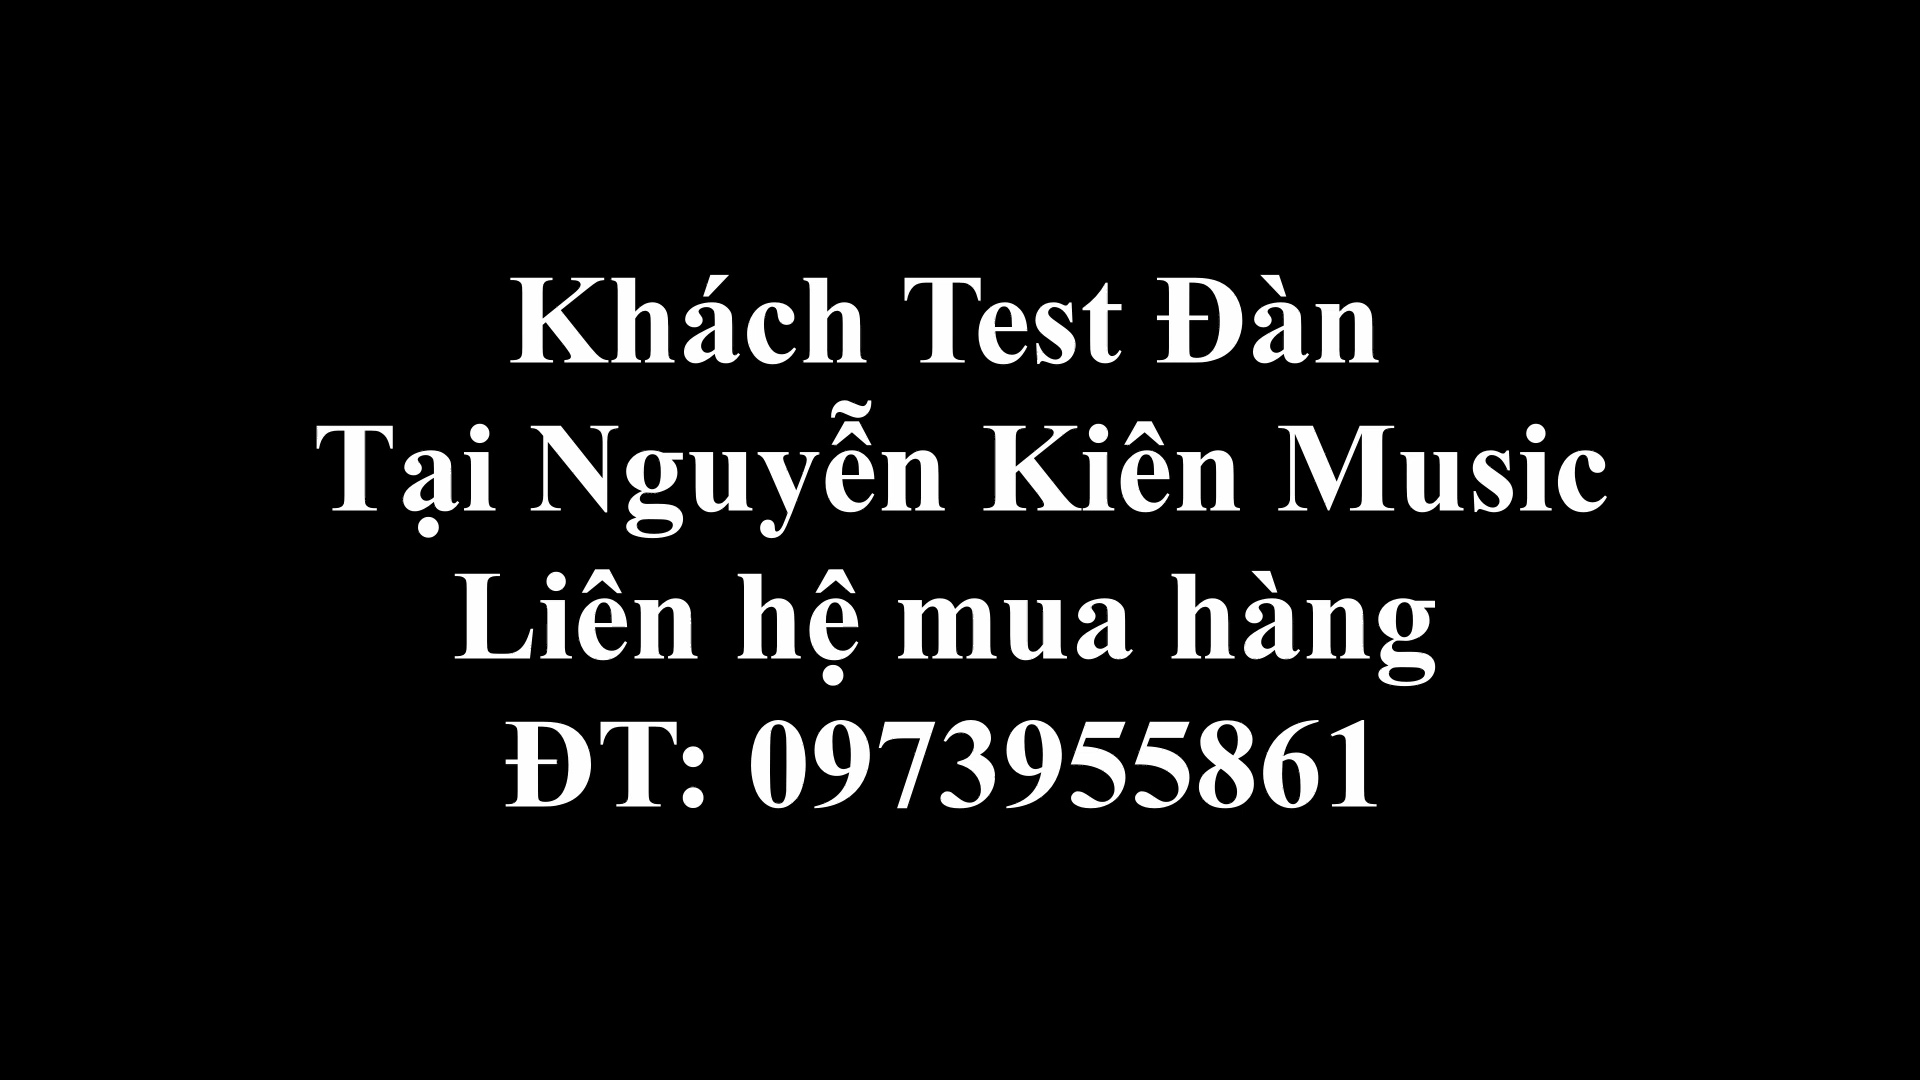 Khách Test Đàn
Tại Nguyễn Kiên Music
Liên hệ mua hàng
ĐT: 0973955861